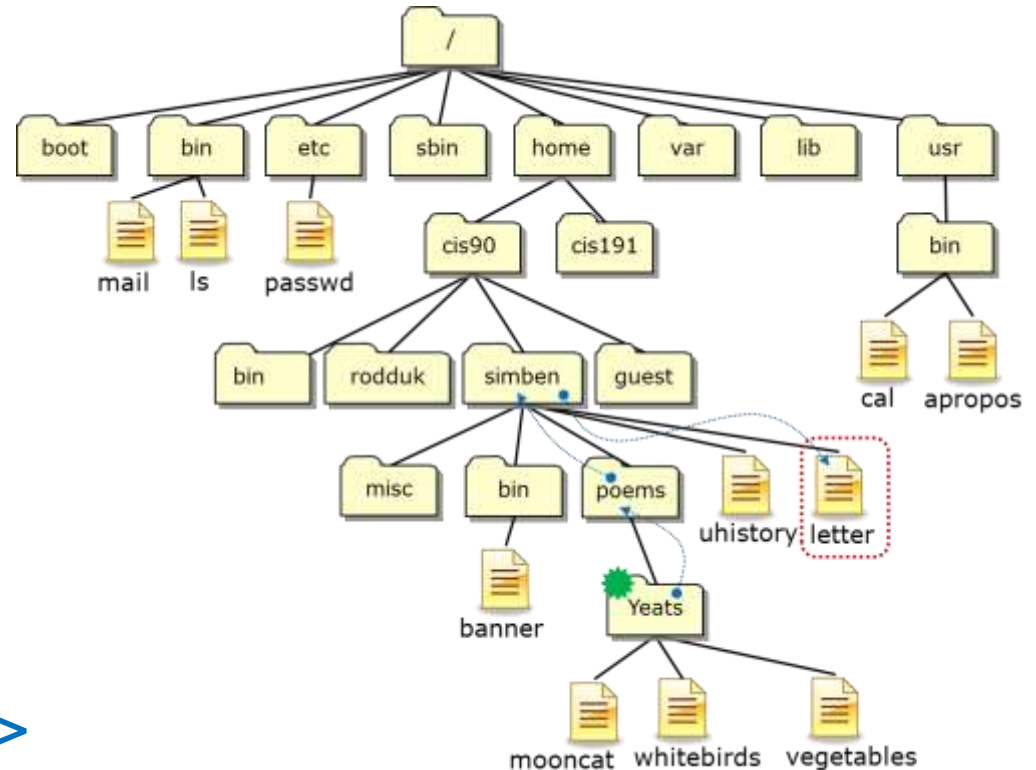 /
boot bin etc sbin home var lib usr
mail ls passwd cis90 cis191 bin
bin rodduk simben guest cal apropos
misc bin poems uhistory letter
banner Yeats
>
mooncat whitebirds vegetables